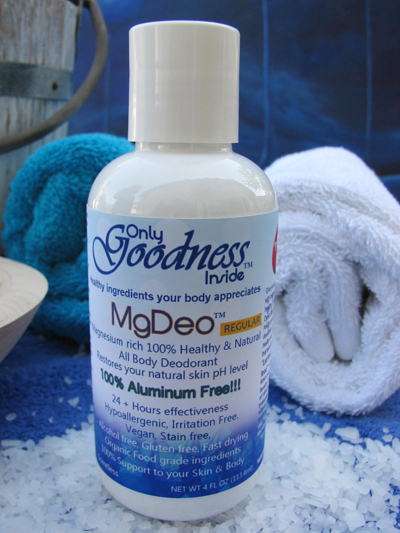 Only
Goodness™
Inside
Healthy ingredients your body appreciates
MgDeo™ REGULAR
Magnesium rich 100% Healthy & Natural
All Body Deodorant
Restores your natural skin pH level
100% Aluminum Free!!!
24 + Hours effectiveness
Hypoallergenic, Irritation Free.
Vegan, Stain free,
Alcohol free. Gluten free. Fast drying
Organic Food grade ingredients
100% Support to your Skin & Body
NET WT 4 FL OZ